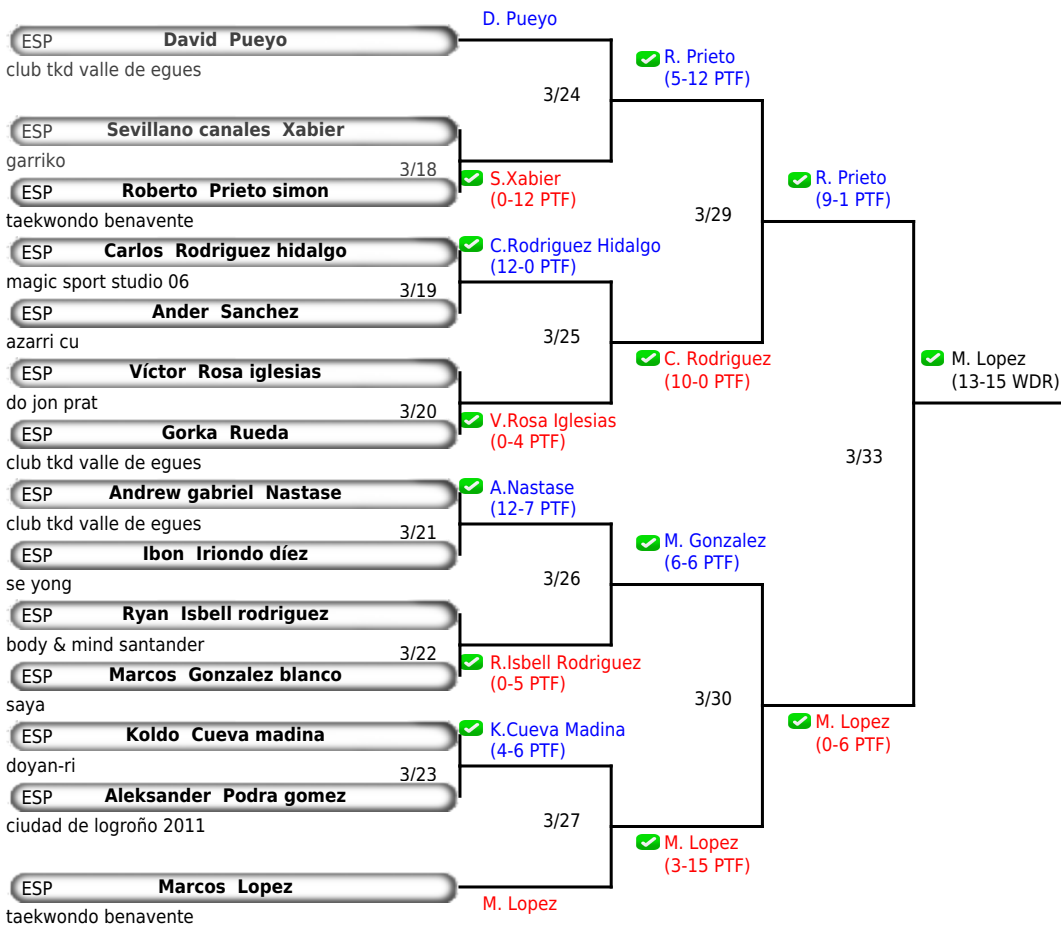 D. Pueyo
ESP David Pueyo
club tkd valle de egues
R. Prieto
(5-12 PTF)
3/24
ESP Sevillano canales Xabier
garriko
3/18
S.Xabier
(0-12 PTF)
R. Prieto
(9-1 PTF)
ESP Roberto Prieto simon
taekwondo benavente
3/29
ESP Carlos Rodriguez hidalgo
C.Rodriguez Hidalgo
(12-0 PTF)
magic sport studio 06
3/19
ESP Ander Sanchez
azarri cu
3/25
C. Rodriguez
(10-0 PTF)
M. Lopez
(13-15 WDR)
ESP Víctor Rosa iglesias
do jon prat
3/20
V.Rosa Iglesias
(0-4 PTF)
ESP Gorka Rueda
club tkd valle de egues
3/33
ESP Andrew gabriel Nastase
A.Nastase
(12-7 PTF)
club tkd valle de egues
3/21
M. Gonzalez
(6-6 PTF)
ESP Ibon Iriondo díez
se yong
3/26
ESP Ryan Isbell rodriguez
body & mind santander
3/22
R.Isbell Rodriguez
(0-5 PTF)
ESP Marcos Gonzalez blanco
saya
3/30
M. Lopez
(0-6 PTF)
ESP Koldo Cueva madina
K.Cueva Madina
(4-6 PTF)
doyan-ri
3/23
ESP Aleksander Podra gomez
ciudad de logroño 2011
3/27
M. Lopez
(3-15 PTF)
ESP Marcos Lopez
M. Lopez
taekwondo benavente